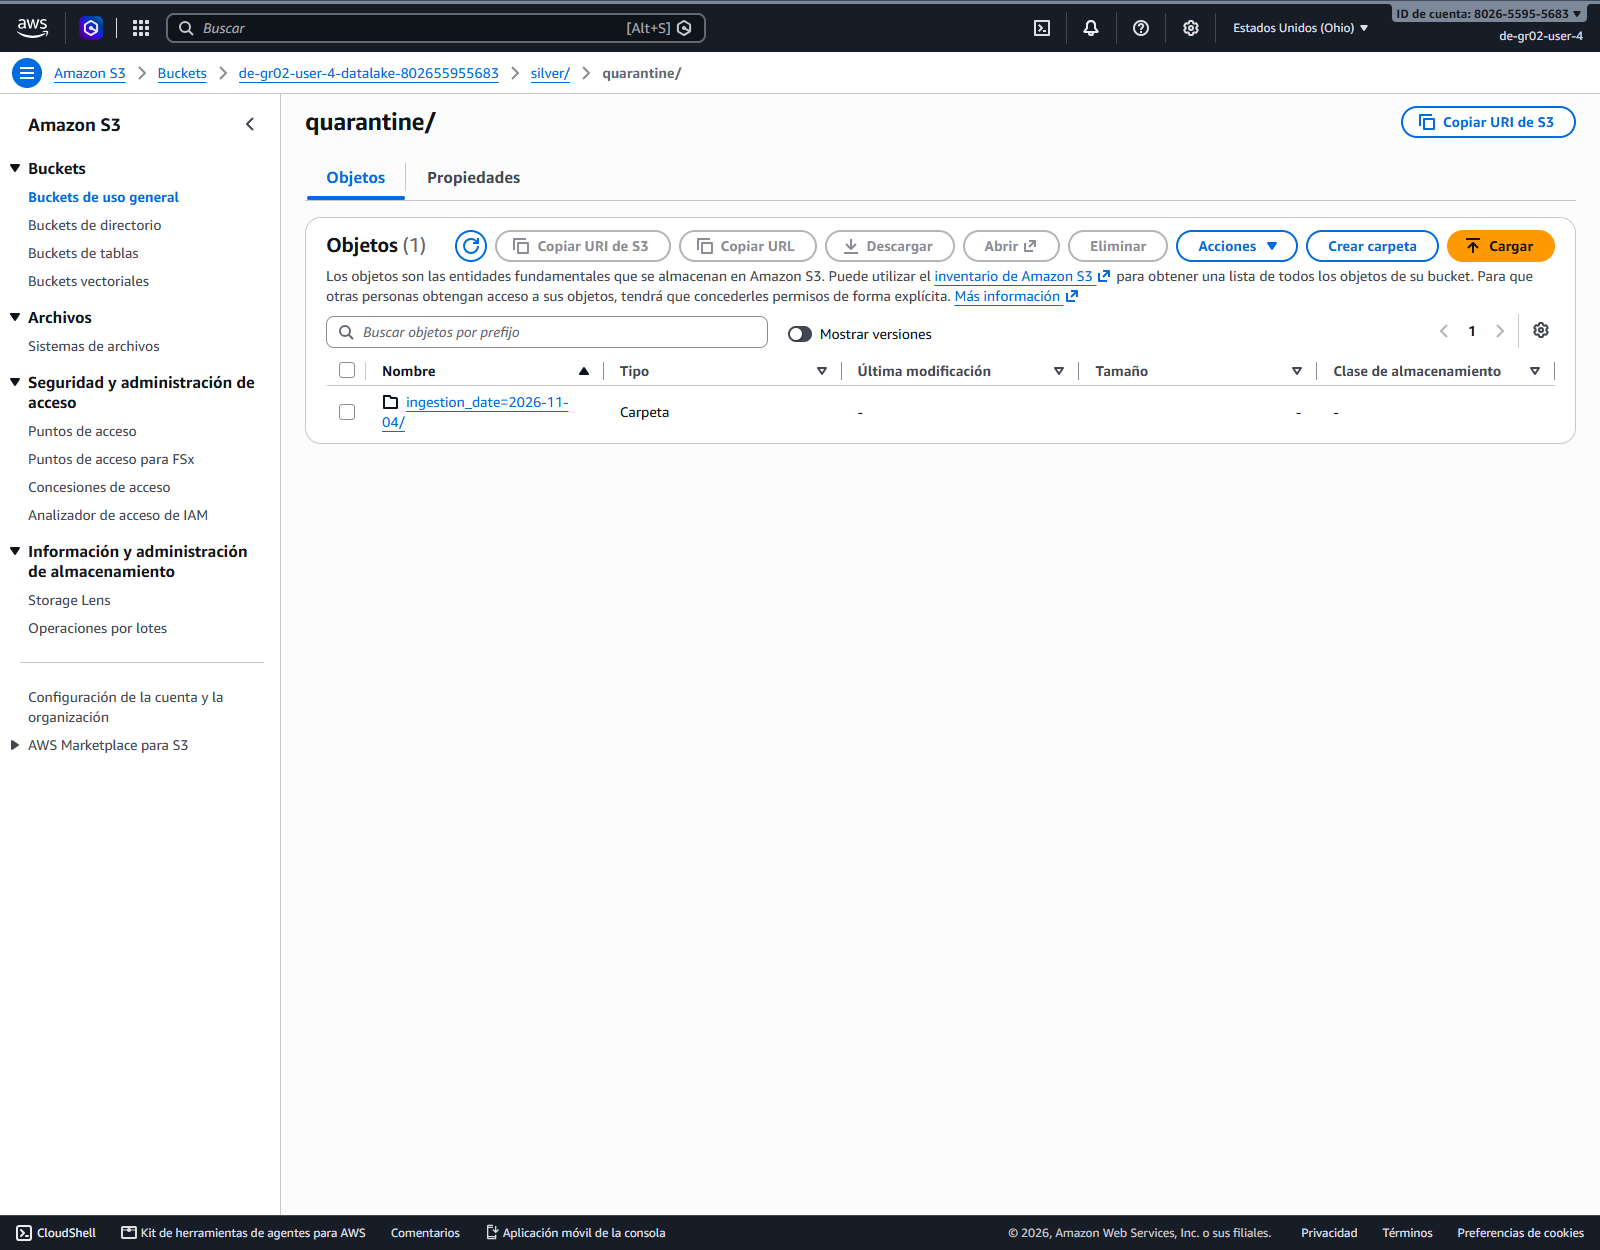 aws
Buscar
[Alt+S]
Estados Unidos (Ohio)
ID de cuenta: 8026-5595-5683
de-gr02-user-4
Amazon S3
Buckets
de-gr02-user-4-datalake-802655955683
silver/
quarantine/
Amazon S3
Buckets
Buckets de uso general
Buckets de directorio
Buckets de tablas
Buckets vectoriales
Archivos
Sistemas de archivos
Seguridad y administración de
acceso
Puntos de acceso
Puntos de acceso para FSx
Concesiones de acceso
Analizador de acceso de IAM
Información y administración
de almacenamiento
Storage Lens
Operaciones por lotes
Configuración de la cuenta y la
organización
AWS Marketplace para S3
quarantine/
Copiar URI de S3
Objetos
Propiedades
Objetos (1)
Copiar URI de S3
Copiar URL
Descargar
Abrir
Eliminar
Acciones
Crear carpeta
Cargar
Los objetos son las entidades fundamentales que se almacenan en Amazon S3. Puede utilizar el inventario de Amazon S3 para obtener una lista de todos los objetos de su bucket. Para que
otras personas obtengan acceso a sus objetos, tendrá que concederles permisos de forma explícita. Más información
Buscar objetos por prefijo
Mostrar versiones
1
Nombre
Tipo
Última modificación
Tamaño
Clase de almacenamiento
ingestion_date=2026-11-
04/
Carpeta
-
-
-
CloudShell
Kit de herramientas de agentes para AWS
Comentarios
Aplicación móvil de la consola
© 2026, Amazon Web Services, Inc. o sus filiales.
Privacidad
Términos
Preferencias de cookies